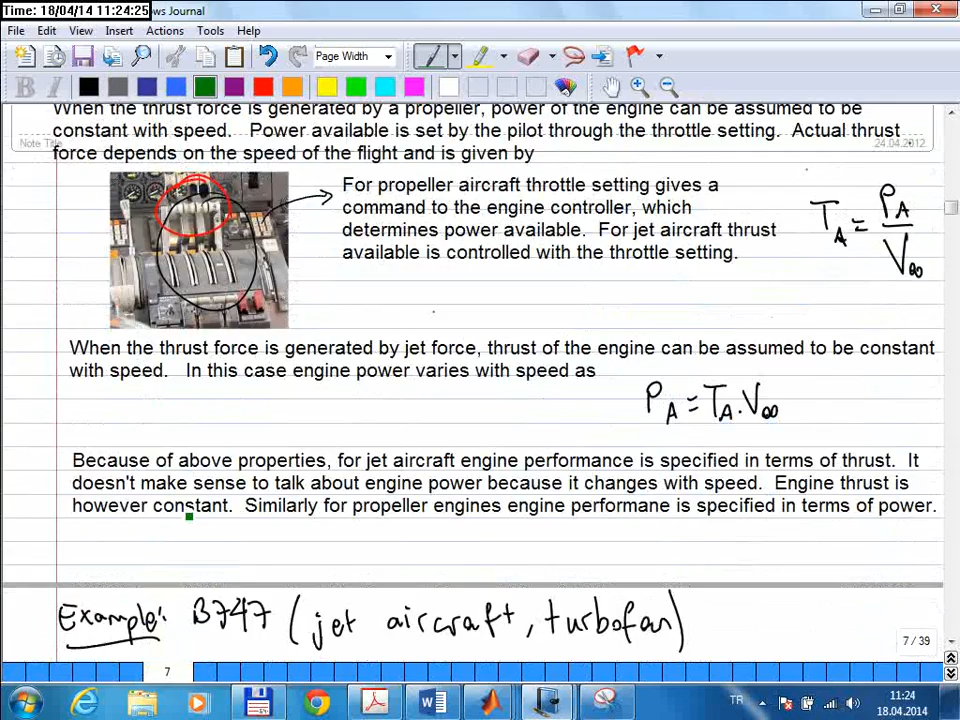 Time: 18/04/14 11:24:25
ows Journal
File Edit View Insert Actions Tools Help
Page Width
B I
When the thrust force is generated by a propeller, power of the engine can be assumed to be
constant with speed. Power available is set by the pilot through the throttle setting. Actual thrust
Note Title
24.04.2012
force depends on the speed of the flight and is given by
For propeller aircraft throttle setting gives a
command to the engine controller, which
determines power available. For jet aircraft thrust
available is controlled with the throttle setting.
T_A = P_A / V_∞
When the thrust force is generated by jet force, thrust of the engine can be assumed to be constant
with speed. In this case engine power varies with speed as
P_A = T_A . V_∞
Because of above properties, for jet aircraft engine performance is specified in terms of thrust. It
doesn't make sense to talk about engine power because it changes with speed. Engine thrust is
however constant. Similarly for propeller engines engine performane is specified in terms of power.
Example: B747 (jet aircraft, turbofan)
7 / 39
7
TR
11:24
18.04.2014